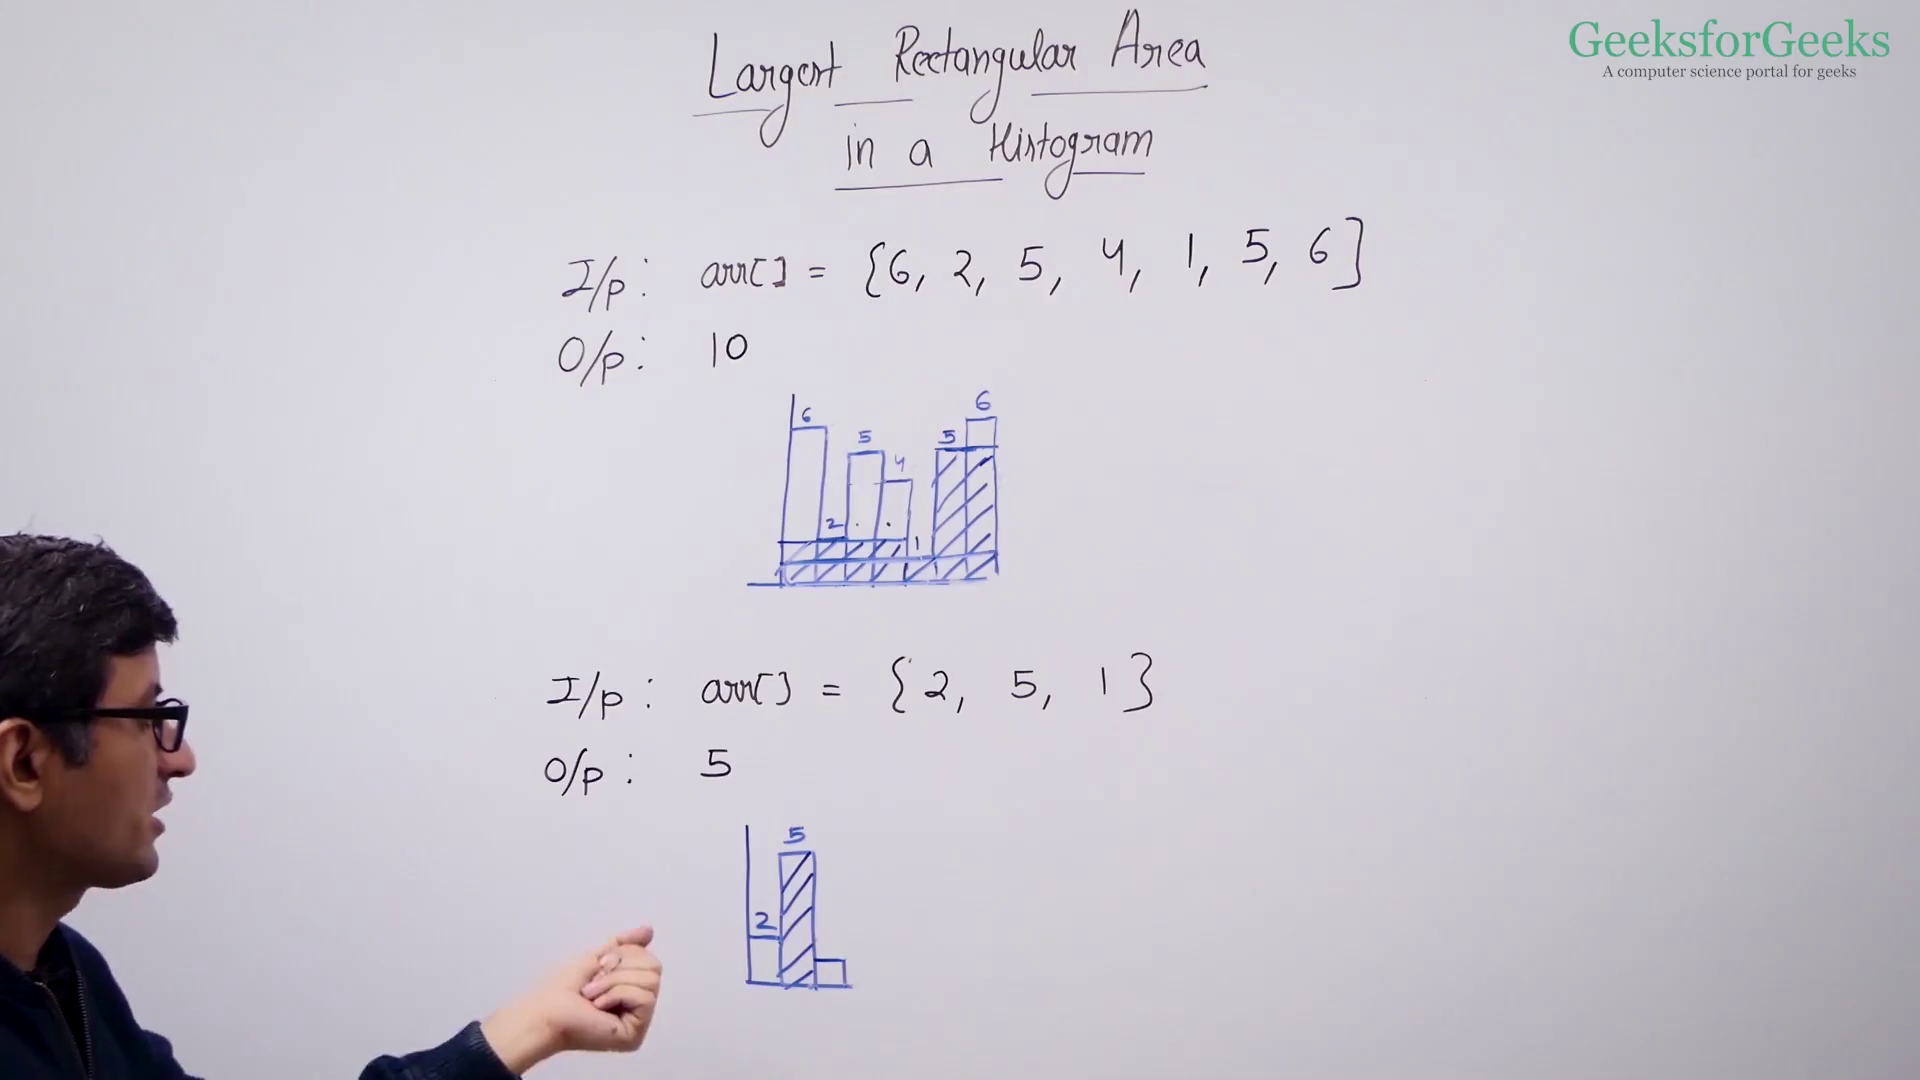 GeeksforGeeks
A computer science portal for geeks
Largest Rectangular Area
in a Histogram
I/p: arr[] = {6, 2, 5, 4, 1, 5, 6]
O/p: 10
6
6
5
5
4
2
1
I/p: arr[] = {2, 5, 1}
O/p: 5
5
2